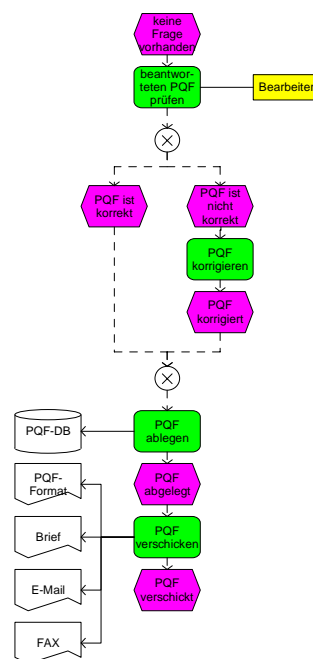 keine
Frage
vorhanden
beantwor-
teten PQF
prüfen
Bearbeiter
PQF ist
korrekt
PQF ist
nicht
korrekt
PQF
korrigieren
PQF
korrigiert
PQF-DB
PQF
ablegen
PQF-
Format
PQF
abgelegt
Brief
PQF
verschicken
E-Mail
PQF
verschickt
FAX